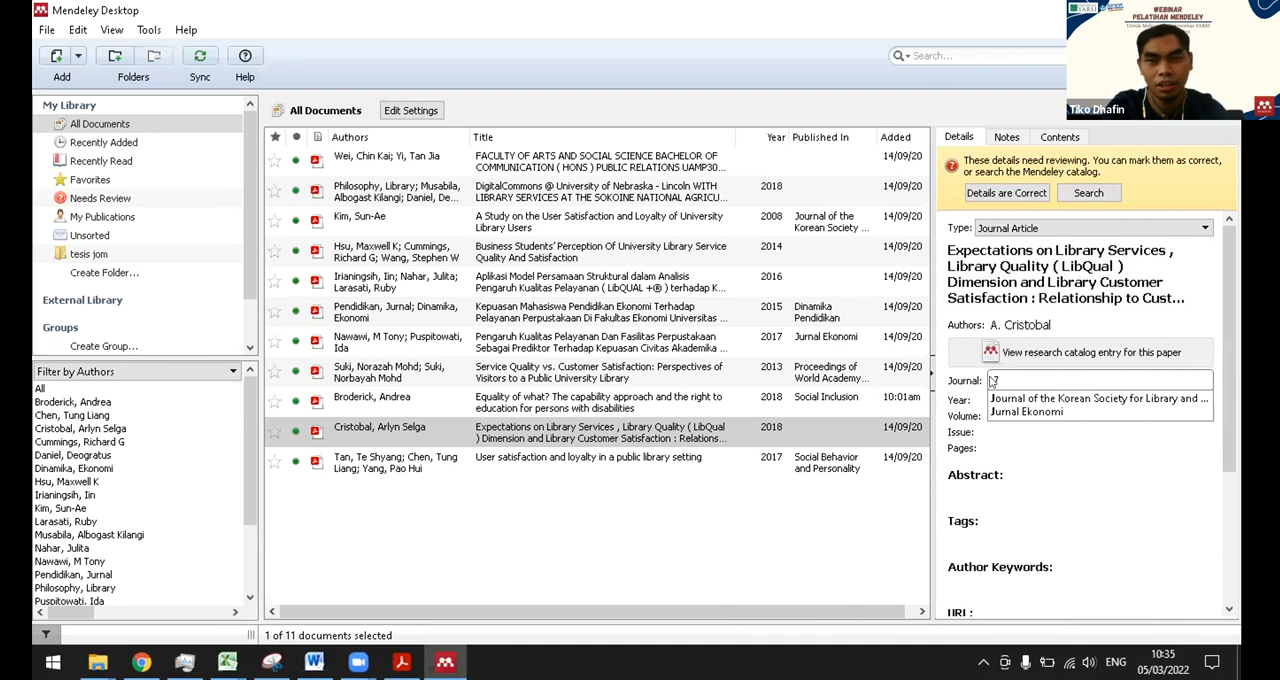 Mendeley Desktop
File Edit View Tools Help
Add Folders Sync Help
Search...
WEBINAR
PELATIHAN MENDELEY
YARSI
Tiko Dhafin
My Library
All Documents
Recently Added
Recently Read
Favorites
Needs Review
My Publications
Unsorted
tesis jom
Create Folder...
External Library
Groups
Create Group...
Filter by Authors
All
Broderick, Andrea
Chen, Tung Liang
Cristobal, Arlyn Selga
Cummings, Richard G
Daniel, Deogratus
Dinamika, Ekonomi
Hsu, Maxwell K
Irianingsih, Iin
Kim, Sun-Ae
Larasati, Ruby
Musabila, Albogast Kilangi
Nahar, Julita
Nawawi, M Tony
Pendidikan, Jurnal
Philosophy, Library
Puspitowati, Ida
All Documents Edit Settings
Authors Title Year Published In Added
Wei, Chin Kai; Yi, Tan Jia FACULTY OF ARTS AND SOCIAL SCIENCE BACHELOR OF 14/09/20
COMMUNICATION ( HONS ) PUBLIC RELATIONS UAMP30...
Philosophy, Library; Musabila, DigitalCommons @ University of Nebraska - Lincoln WITH 2018 14/09/20
Albogast Kilangi; Daniel, De... LIBRARY SERVICES AT THE SOKOINE NATIONAL AGRICU...
Kim, Sun-Ae A Study on the User Satisfaction and Loyalty of University 2008 Journal of the 14/09/20
Library Users Korean Society ...
Hsu, Maxwell K; Cummings, Business Students' Perception Of University Library Service 2014 14/09/20
Richard G; Wang, Stephen W Quality And Satisfaction
Irianingsih, Iin; Nahar, Julita; Aplikasi Model Persamaan Struktural dalam Analisis 2016 14/09/20
Larasati, Ruby Pengaruh Kualitas Pelayanan ( LibQUAL +® ) terhadap K...
Pendidikan, Jurnal; Dinamika, Kepuasan Mahasiswa Pendidikan Ekonomi Terhadap 2015 Dinamika 14/09/20
Ekonomi Pelayanan Perpustakaan Di Fakultas Ekonomi Universitas ... Pendidikan
Nawawi, M Tony; Puspitowati, Pengaruh Kualitas Pelayanan Dan Fasilitas Perpustakaan 2017 Jurnal Ekonomi 14/09/20
Ida Sebagai Prediktor Terhadap Kepuasan Civitas Akademika ...
Suki, Norazah Mohd; Suki, Service Quality vs. Customer Satisfaction: Perspectives of 2013 Proceedings of 14/09/20
Norbayah Mohd Visitors to a Public University Library World Academy...
Broderick, Andrea Equality of what? The capability approach and the right to 2018 Social Inclusion 10:01am
education for persons with disabilities
Cristobal, Arlyn Selga Expectations on Library Services , Library Quality ( LibQual 2018 14/09/20
) Dimension and Library Customer Satisfaction : Relations...
Tan, Te Shyang; Chen, Tung User satisfaction and loyalty in a public library setting 2017 Social Behavior 14/09/20
Liang; Yang, Pao Hui and Personality
1 of 11 documents selected
Details Notes Contents
These details need reviewing. You can mark them as correct,
or search the Mendeley catalog.
Details are Correct Search
Type: Journal Article
Expectations on Library Services ,
Library Quality ( LibQual )
Dimension and Library Customer
Satisfaction : Relationship to Cust...
Authors: A. Cristobal
View research catalog entry for this paper
Journal:
Journal of the Korean Society for Library and ...
Jurnal Ekonomi
Year:
Volume:
Issue:
Pages:
Abstract:
Tags:
Author Keywords:
URL:
ENG
10:35
05/03/2022